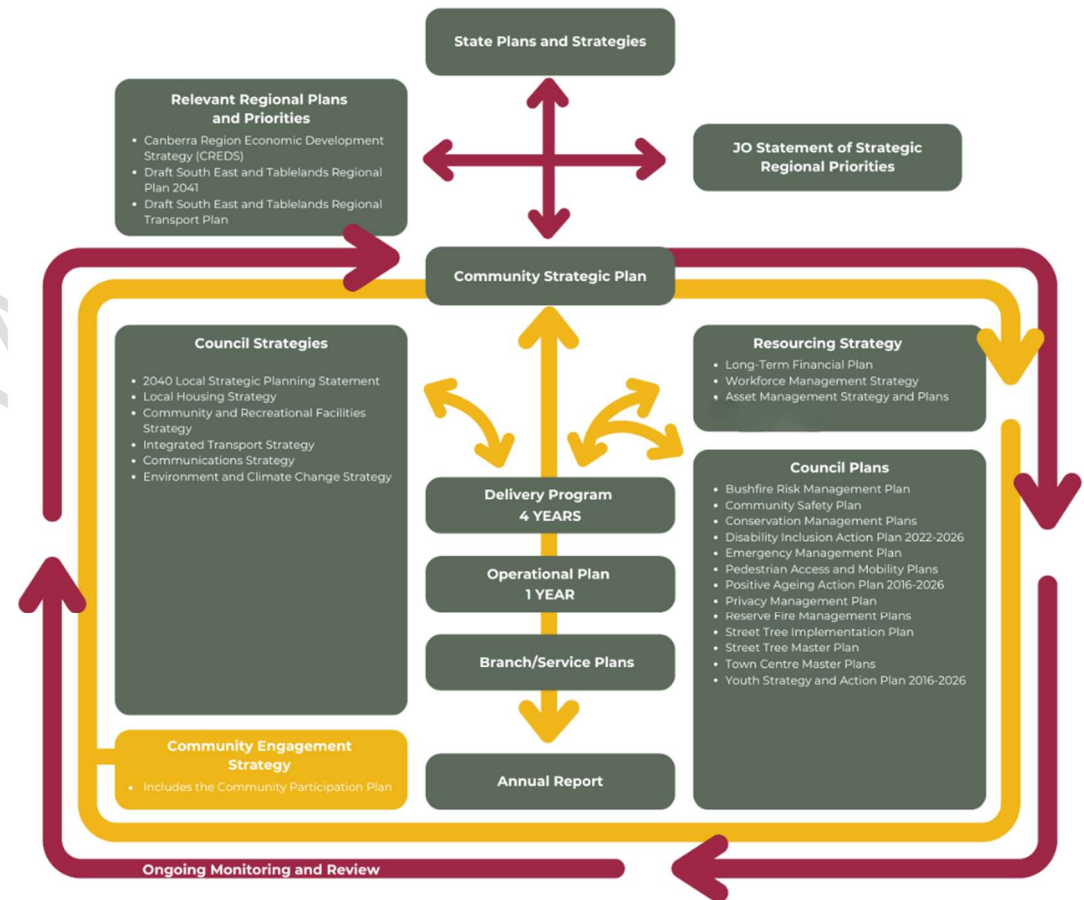 State Plans and Strategies
Relevant Regional Plans
and Priorities
• Canberra Region Economic Development
Strategy (CREDS)
• Draft South East and Tablelands Regional
Plan 2041
• Draft South East and Tablelands Regional
Transport Plan
JO Statement of Strategic
Regional Priorities
Community Strategic Plan
Council Strategies
• 2040 Local Strategic Planning Statement
• Local Housing Strategy
• Community and Recreational Facilities
Strategy
• Integrated Transport Strategy
• Communications Strategy
• Environment and Climate Change Strategy
Resourcing Strategy
• Long-Term Financial Plan
• Workforce Management Strategy
• Asset Management Strategy and Plans
Delivery Program
4 YEARS
Operational Plan
1 YEAR
Branch/Service Plans
Annual Report
Council Plans
• Bushfire Risk Management Plan
• Community Safety Plan
• Conservation Management Plans
• Disability Inclusion Action Plan 2022-2026
• Emergency Management Plan
• Pedestrian Access and Mobility Plans
• Positive Ageing Action Plan 2016-2026
• Privacy Management Plan
• Reserve Fire Management Plans
• Street Tree Implementation Plan
• Street Tree Master Plan
• Town Centre Master Plans
• Youth Strategy and Action Plan 2016-2026
Community Engagement
Strategy
• Includes the Community Participation Plan
Ongoing Monitoring and Review